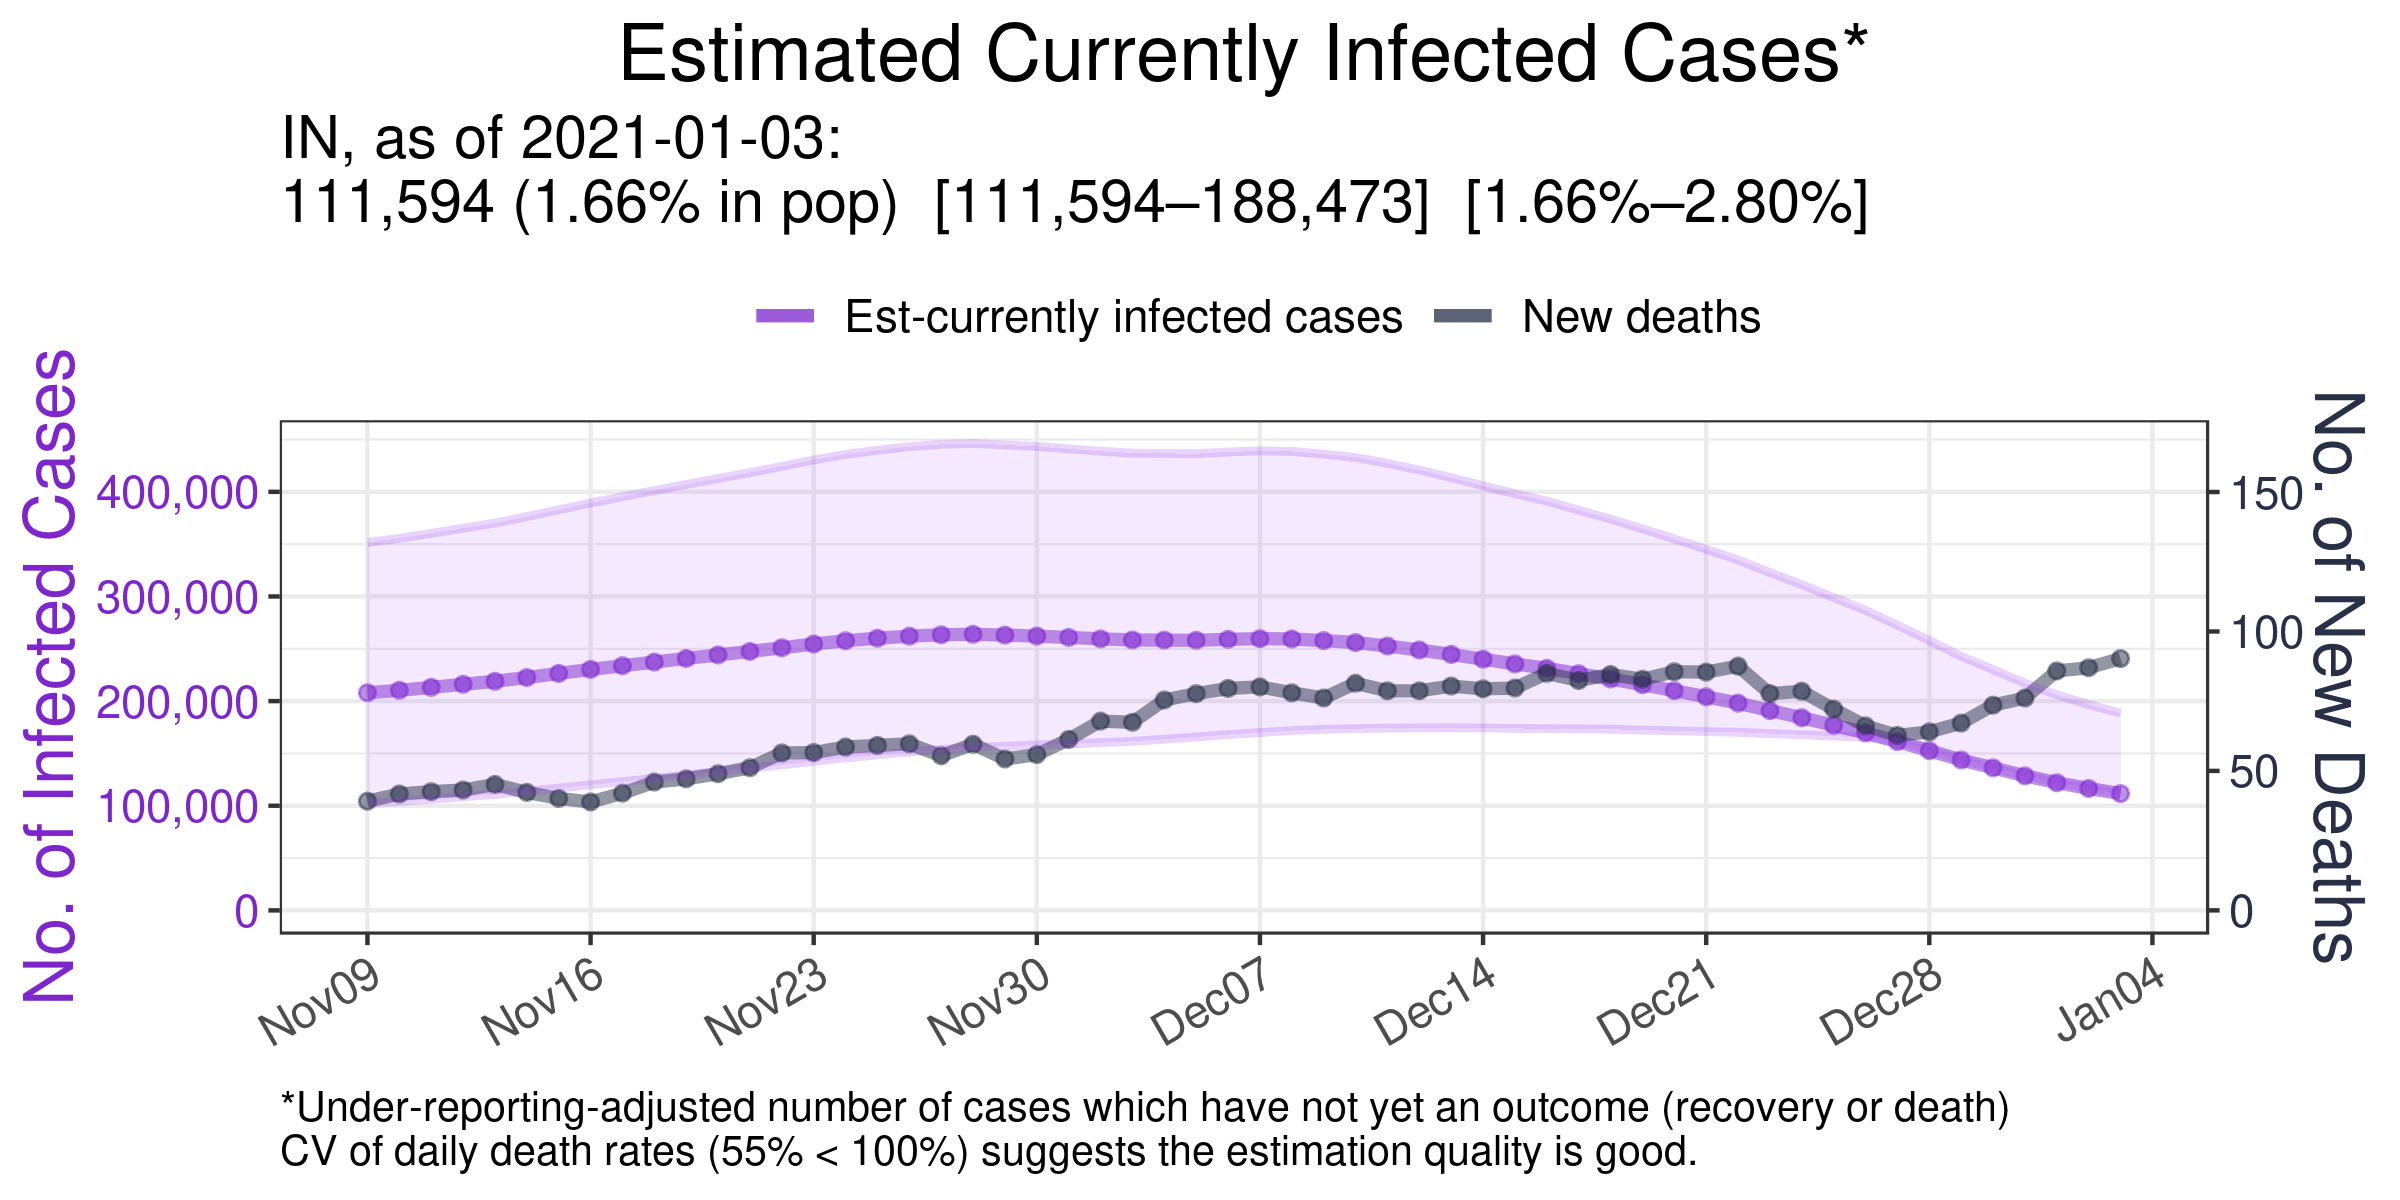 Estimated Currently Infected Cases*
IN, as of 2021-01-03:
111,594 (1.66% in pop)  [111,594–188,473]  [1.66%–2.80%]
Est-currently infected cases
New deaths
No. of Infected Cases
400,000
300,000
200,000
100,000
0
No. of New Deaths
150
100
50
0
Nov09
Nov16
Nov23
Nov30
Dec07
Dec14
Dec21
Dec28
Jan04
*Under-reporting-adjusted number of cases which have not yet an outcome (recovery or death)
CV of daily death rates (55% < 100%) suggests the estimation quality is good.